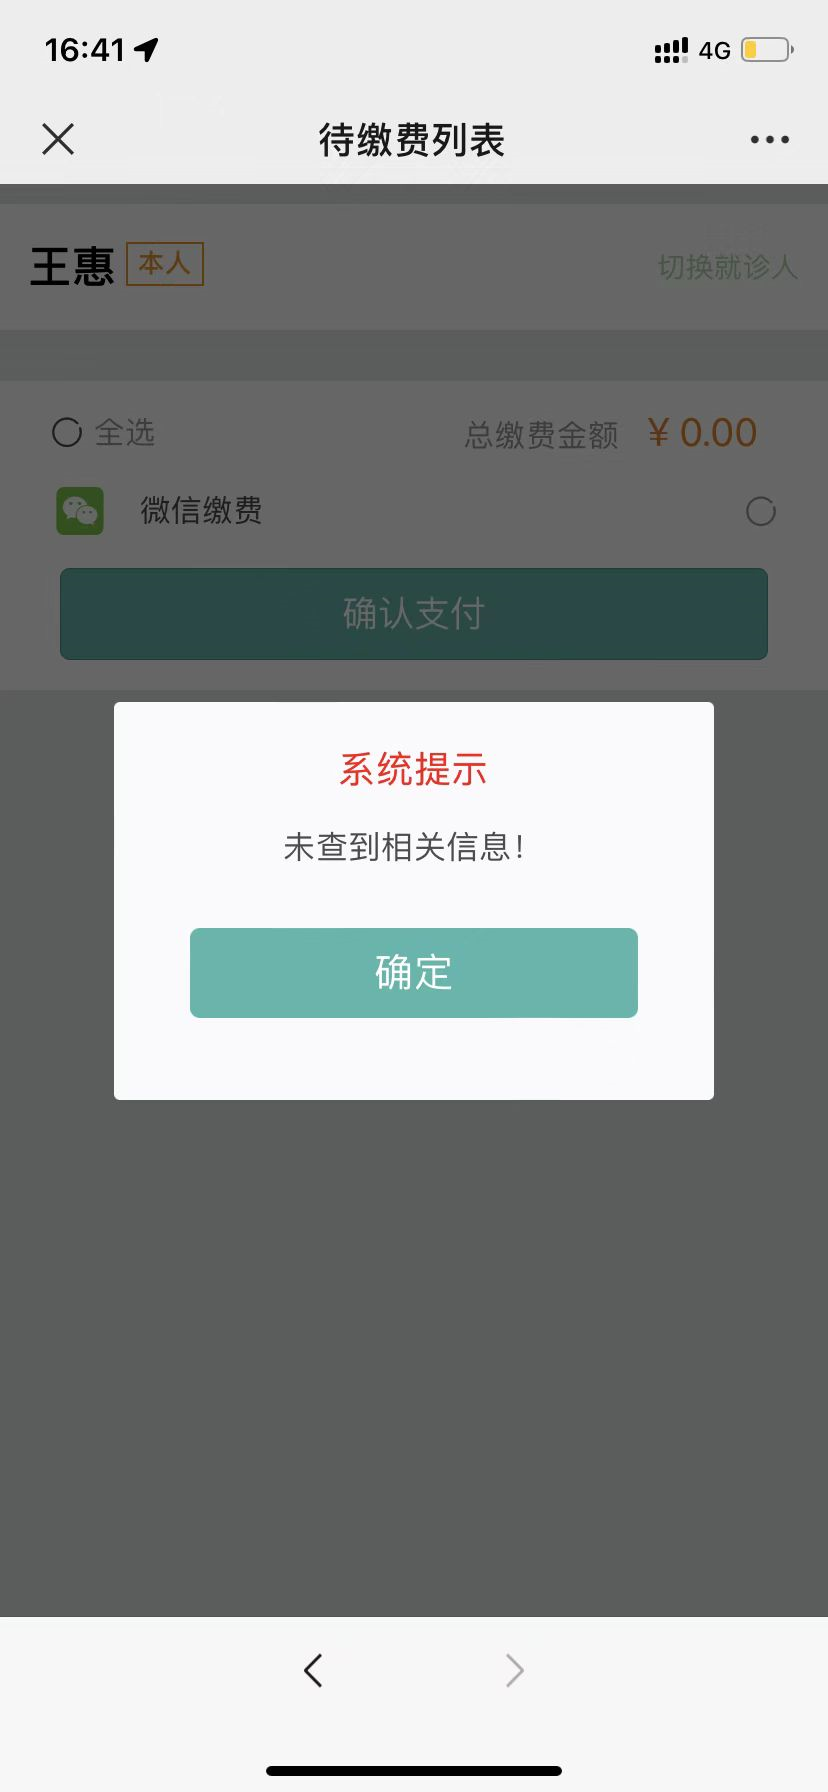 16:41 4G
待缴费列表
王惠 本人 切换就诊人
全选 总缴费金额 ¥ 0.00
微信缴费
确认支付
系统提示
未查到相关信息！
确定